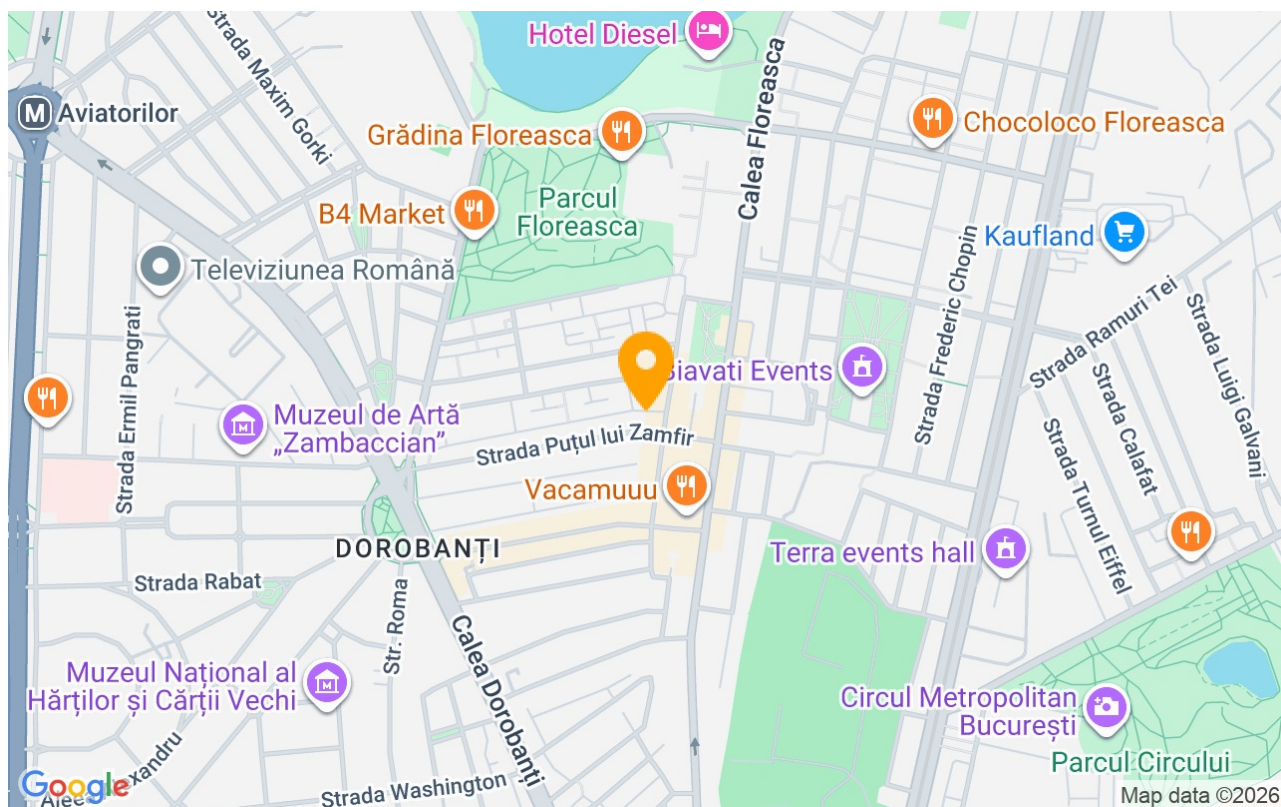 Hotel Diesel
Calea Floreasca
Strada Maxim Gorki
M
Aviatorilor
Grădina Floreasca
Chocoloco Floreasca
B4 Market
Parcul
Floreasca
Kaufland
Televiziunea Română
Strada Ermil Pangrati
Strada Frederic Chopin
Strada Ramuri Tei
Strada Luigi Galvani
Biavati Events
Strada Calafat
Muzeul de Artă
„Zambaccian”
Strada Puțul lui Zamfir
Strada Turnul Eiffel
Vacamuuu
DOROBANȚI
Terra events hall
Strada Rabat
Str. Roma
Calea Dorobanți
Muzeul Național al
Hărților și Cărții Vechi
Circul Metropolitan
București
Parcul Circului
Strada Washington
Google
Map data ©2026